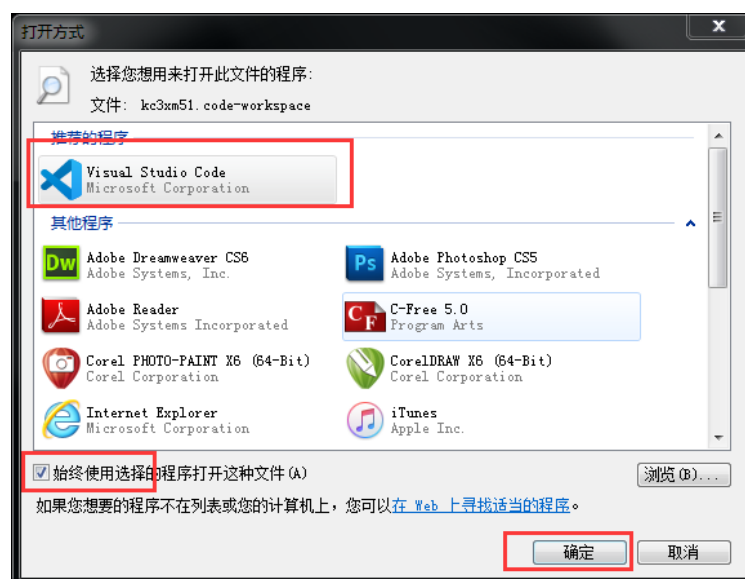 打开方式
x
选择您想用来打开此文件的程序:
文件: kc3xm51.code-workspace
推荐的程序
Visual Studio Code
Microsoft Corporation
其他程序
Dw
Adobe Dreamweaver CS6
Adobe Systems, Inc.
Ps
Adobe Photoshop CS5
Adobe Systems, Incorporated
Adobe Reader
Adobe Systems Incorporated
CF
C-Free 5.0
Program Arts
Corel PHOTO-PAINT X6 (64-Bit)
Corel Corporation
CorelDRAW X6 (64-Bit)
Corel Corporation
Internet Explorer
Microsoft Corporation
iTunes
Apple Inc.
始终使用选择的程序打开这种文件(A)
浏览(B)...
如果您想要的程序不在列表或您的计算机上，您可以在 Web 上寻找适当的程序。
确定
取消